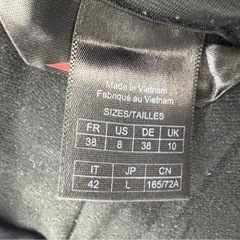 Made in Vietnam
Fabriqué au Vietnam
SIZES/TAILLES
FR US DE UK
38 8 38 10
IT JP CN
42 L 165/72A